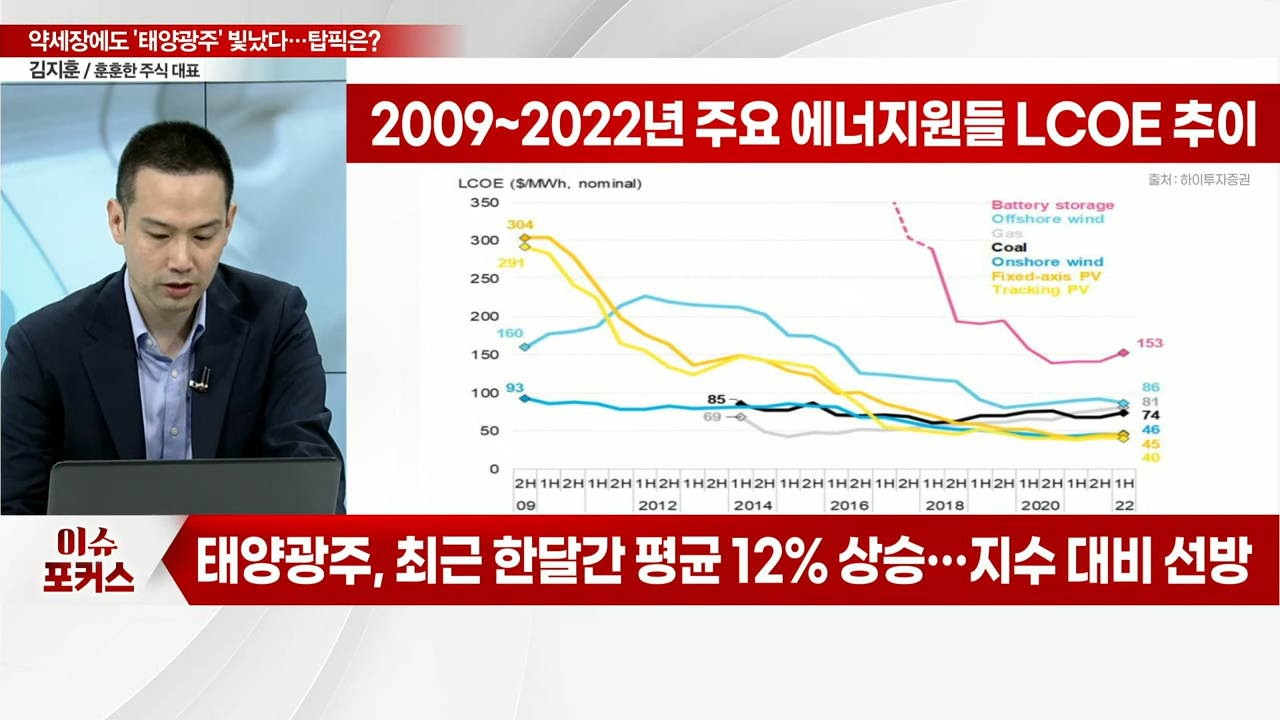 약세장에도 '태양광주' 빛났다…탑픽은?
김지훈 / 훈훈한 주식 대표
2009~2022년 주요 에너지원들 LCOE 추이
출처 : 하이투자증권
LCOE ($/MWh, nominal)
350
300
250
200
150
100
50
0
304
291
160
93
85
69
Battery storage
Offshore wind
Gas
Coal
Onshore wind
Fixed-axis PV
Tracking PV
153
86
81
74
46
45
40
2H 1H 2H 1H 2H 1H 2H 1H 2H 1H 2H 1H 2H 1H 2H 1H 2H 1H 2H 1H 2H 1H 2H 1H 2H 1H
09 2012 2014 2016 2018 2020 22
이슈
포커스
태양광주, 최근 한달간 평균 12% 상승…지수 대비 선방